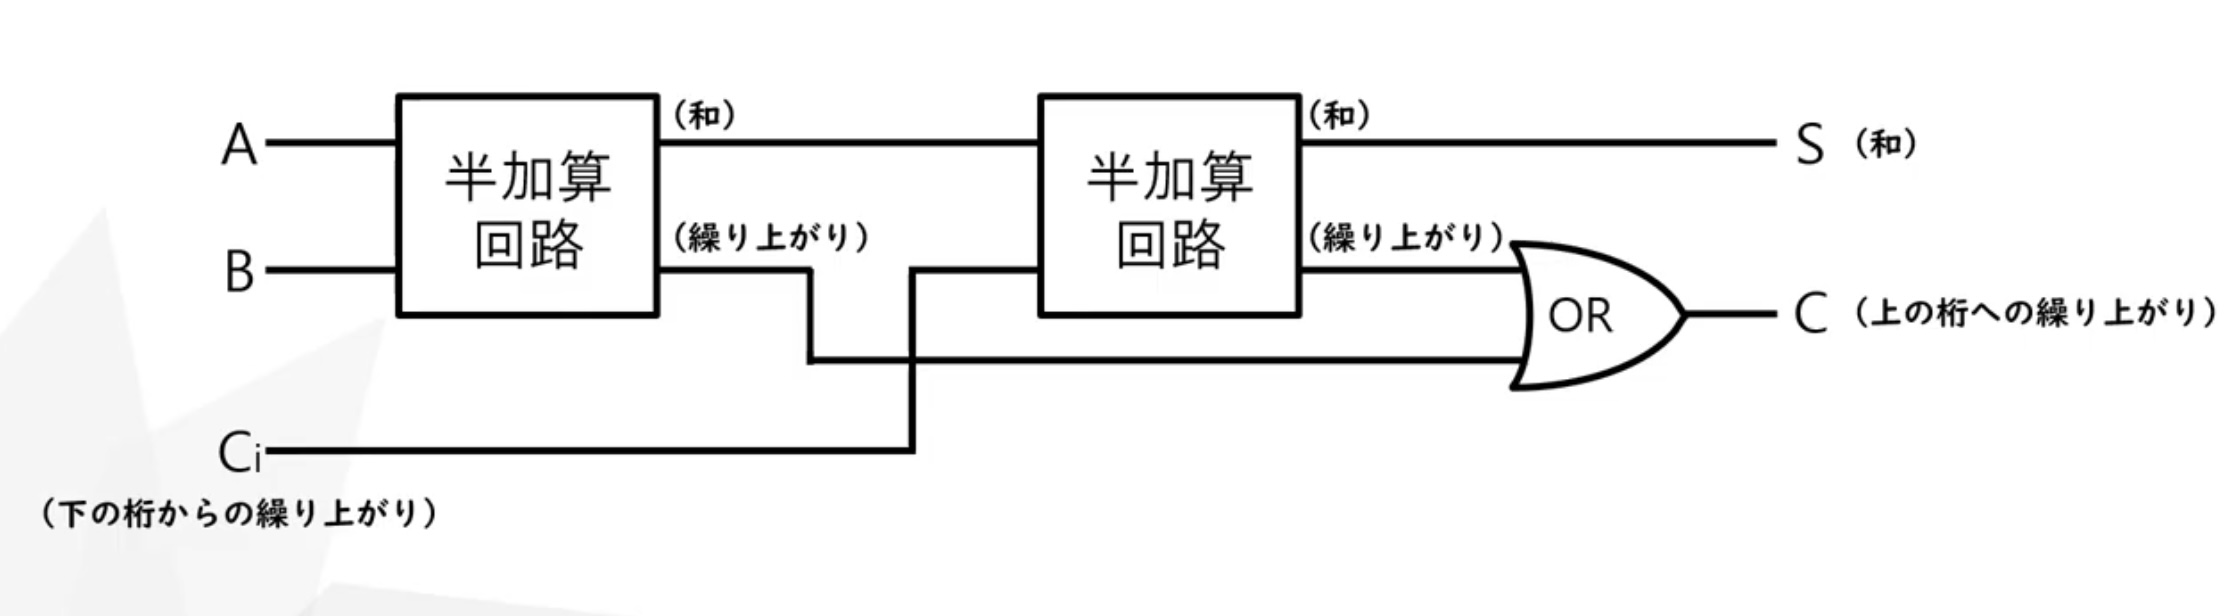 (和)
(和)
A
S (和)
半加算
回路
半加算
回路
(繰り上がり)
(繰り上がり)
B
OR
C (上の桁への繰り上がり)
Ci
(下の桁からの繰り上がり)